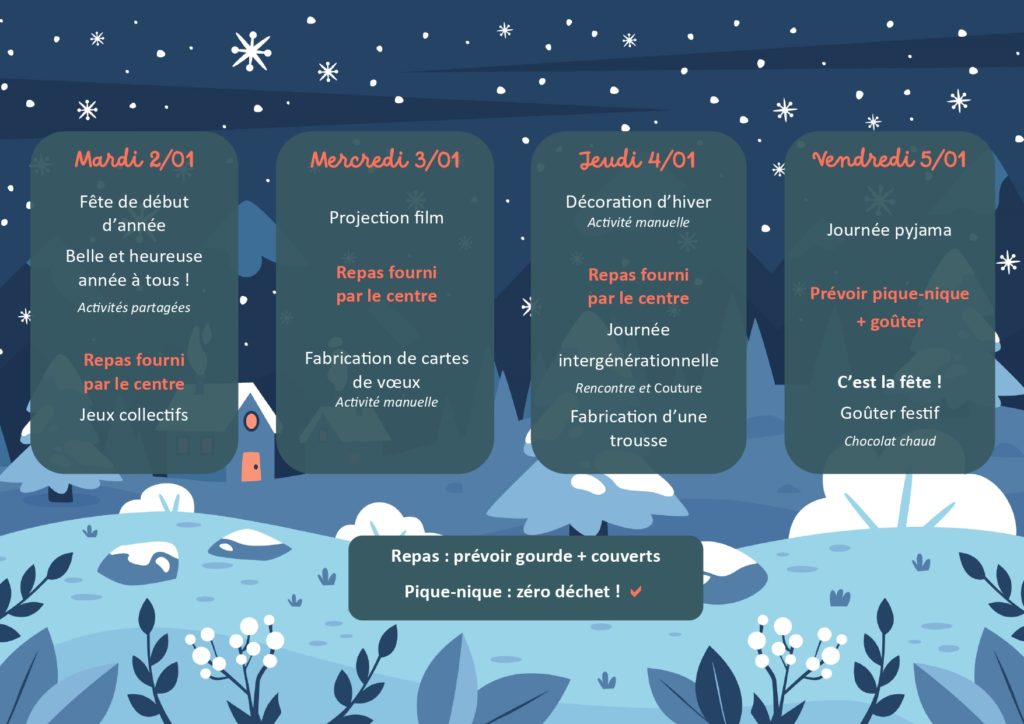 Mardi 2/01
Fête de début
d'année
Belle et heureuse
année à tous !
Activités partagées
Repas fourni
par le centre
Jeux collectifs
Mercredi 3/01
Projection film
Repas fourni
par le centre
Fabrication de cartes
de vœux
Activité manuelle
Jeudi 4/01
Décoration d'hiver
Activité manuelle
Repas fourni
par le centre
Journée
intergénérationnelle
Rencontre et Couture
Fabrication d'une
trousse
Vendredi 5/01
Journée pyjama
Prévoir pique-nique
+ goûter
C'est la fête !
Goûter festif
Chocolat chaud
Repas : prévoir gourde + couverts
Pique-nique : zéro déchet !